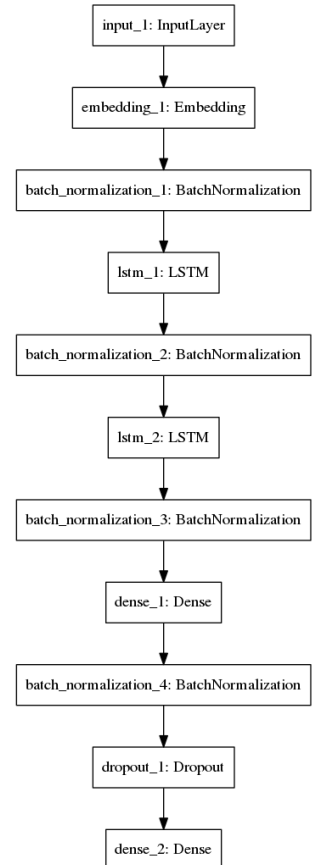 input_1: InputLayer
embedding_1: Embedding
batch_normalization_1: BatchNormalization
lstm_1: LSTM
batch_normalization_2: BatchNormalization
lstm_2: LSTM
batch_normalization_3: BatchNormalization
dense_1: Dense
batch_normalization_4: BatchNormalization
dropout_1: Dropout
dense_2: Dense